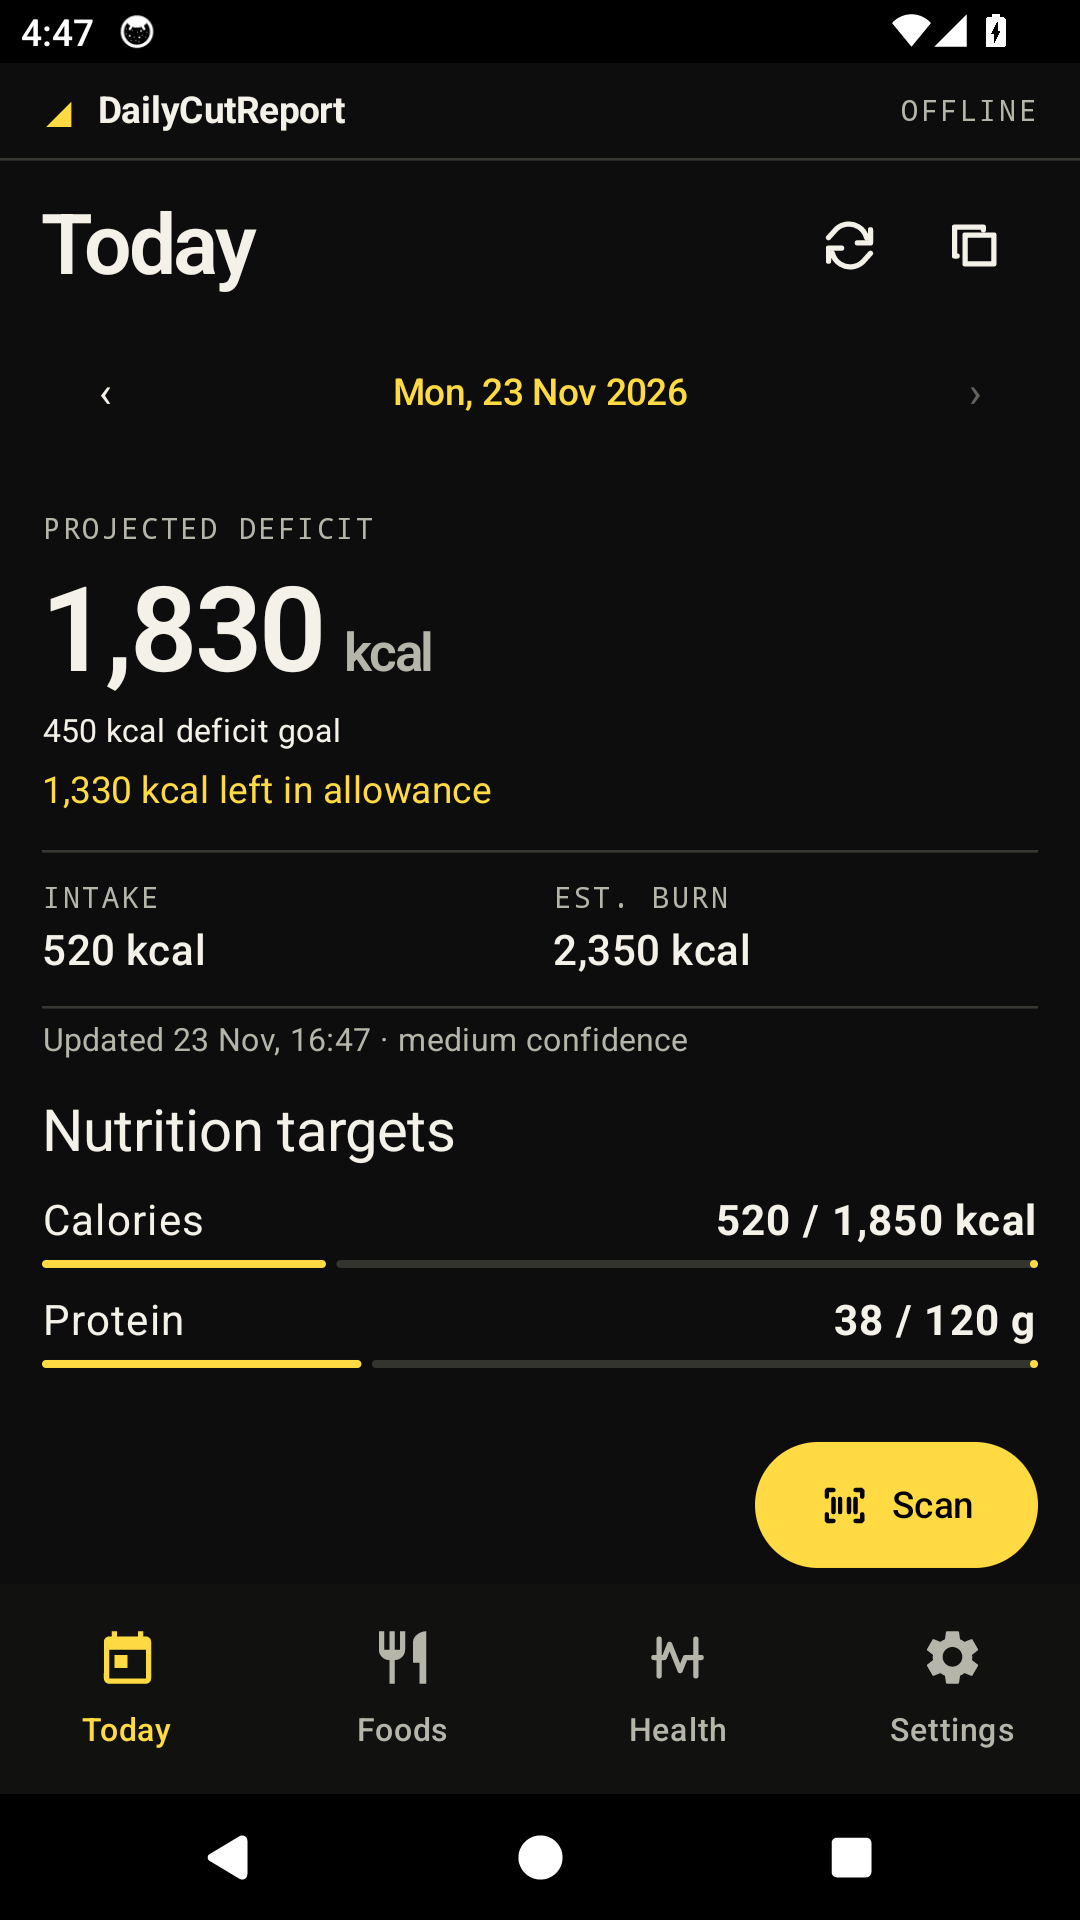 4:47
DailyCutReport
OFFLINE
Today
‹ Mon, 23 Nov 2026 ›
PROJECTED DEFICIT
1,830 kcal
450 kcal deficit goal
1,330 kcal left in allowance
INTAKE EST. BURN
520 kcal 2,350 kcal
Updated 23 Nov, 16:47 · medium confidence
Nutrition targets
Calories 520 / 1,850 kcal
Protein 38 / 120 g
Scan
Today Foods Health Settings